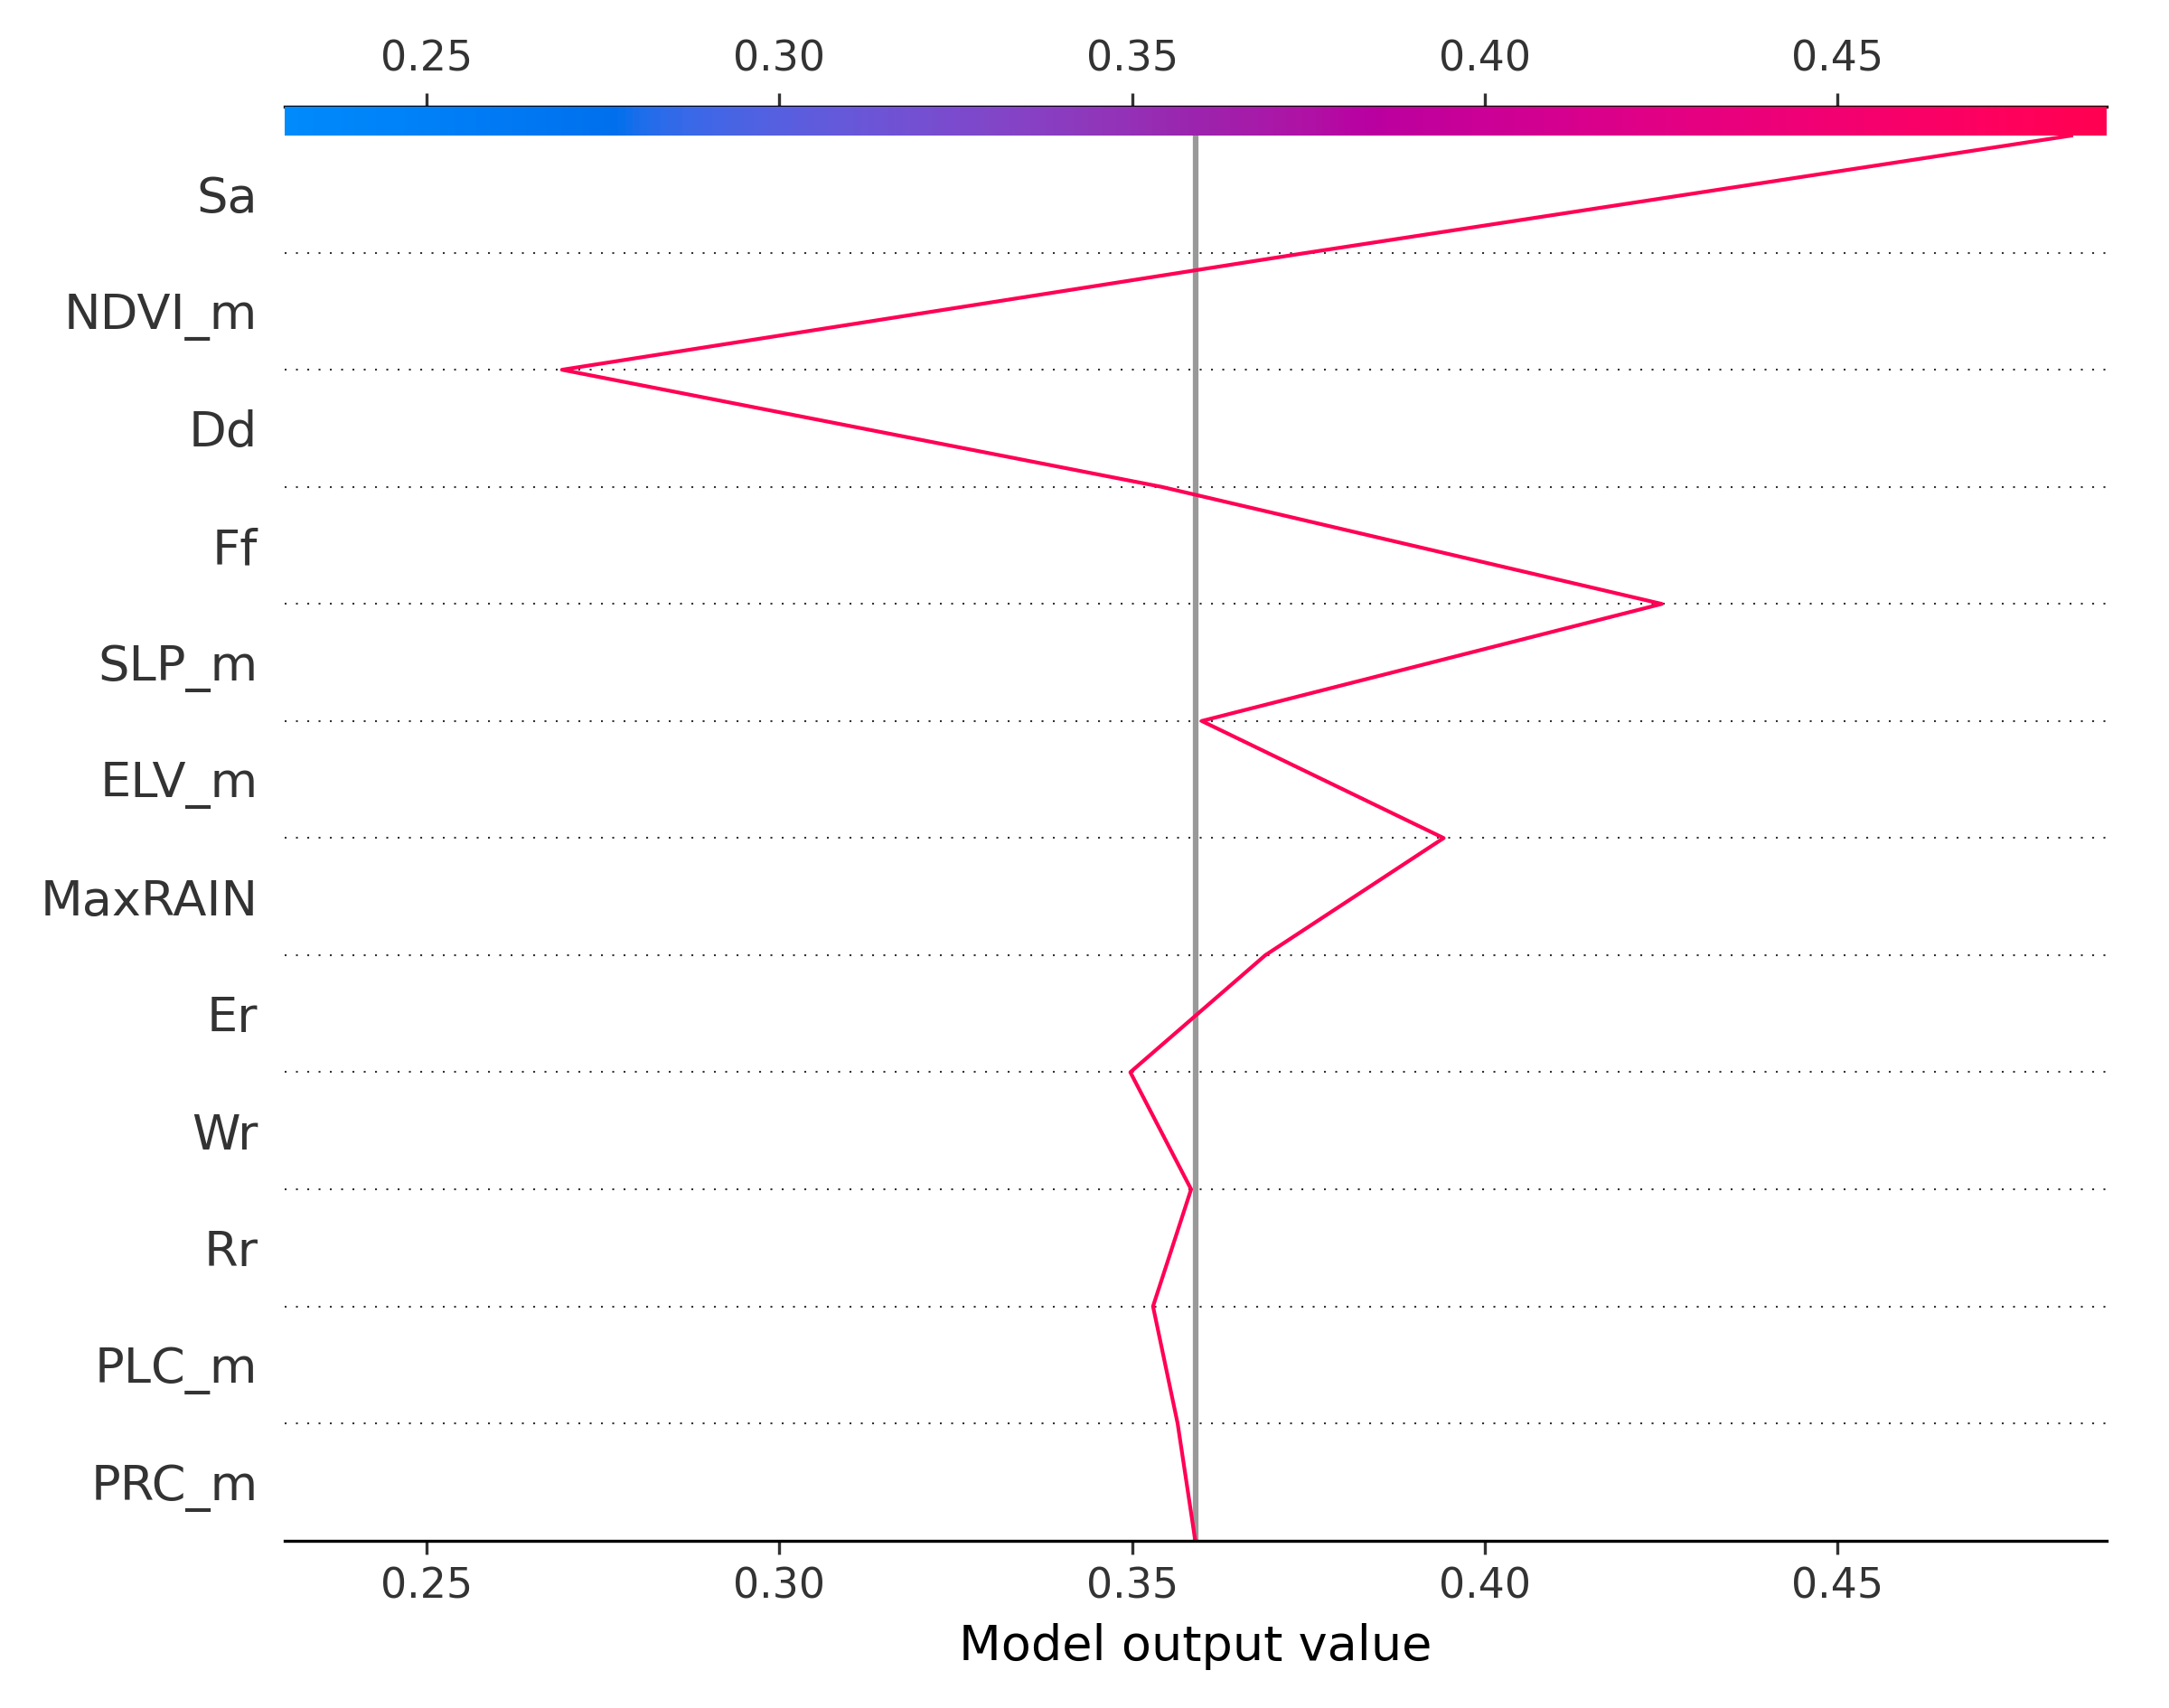 0.25 0.30 0.35 0.40 0.45
Sa
NDVI_m
Dd
Ff
SLP_m
ELV_m
MaxRAIN
Er
Wr
Rr
PLC_m
PRC_m
0.25 0.30 0.35 0.40 0.45
Model output value